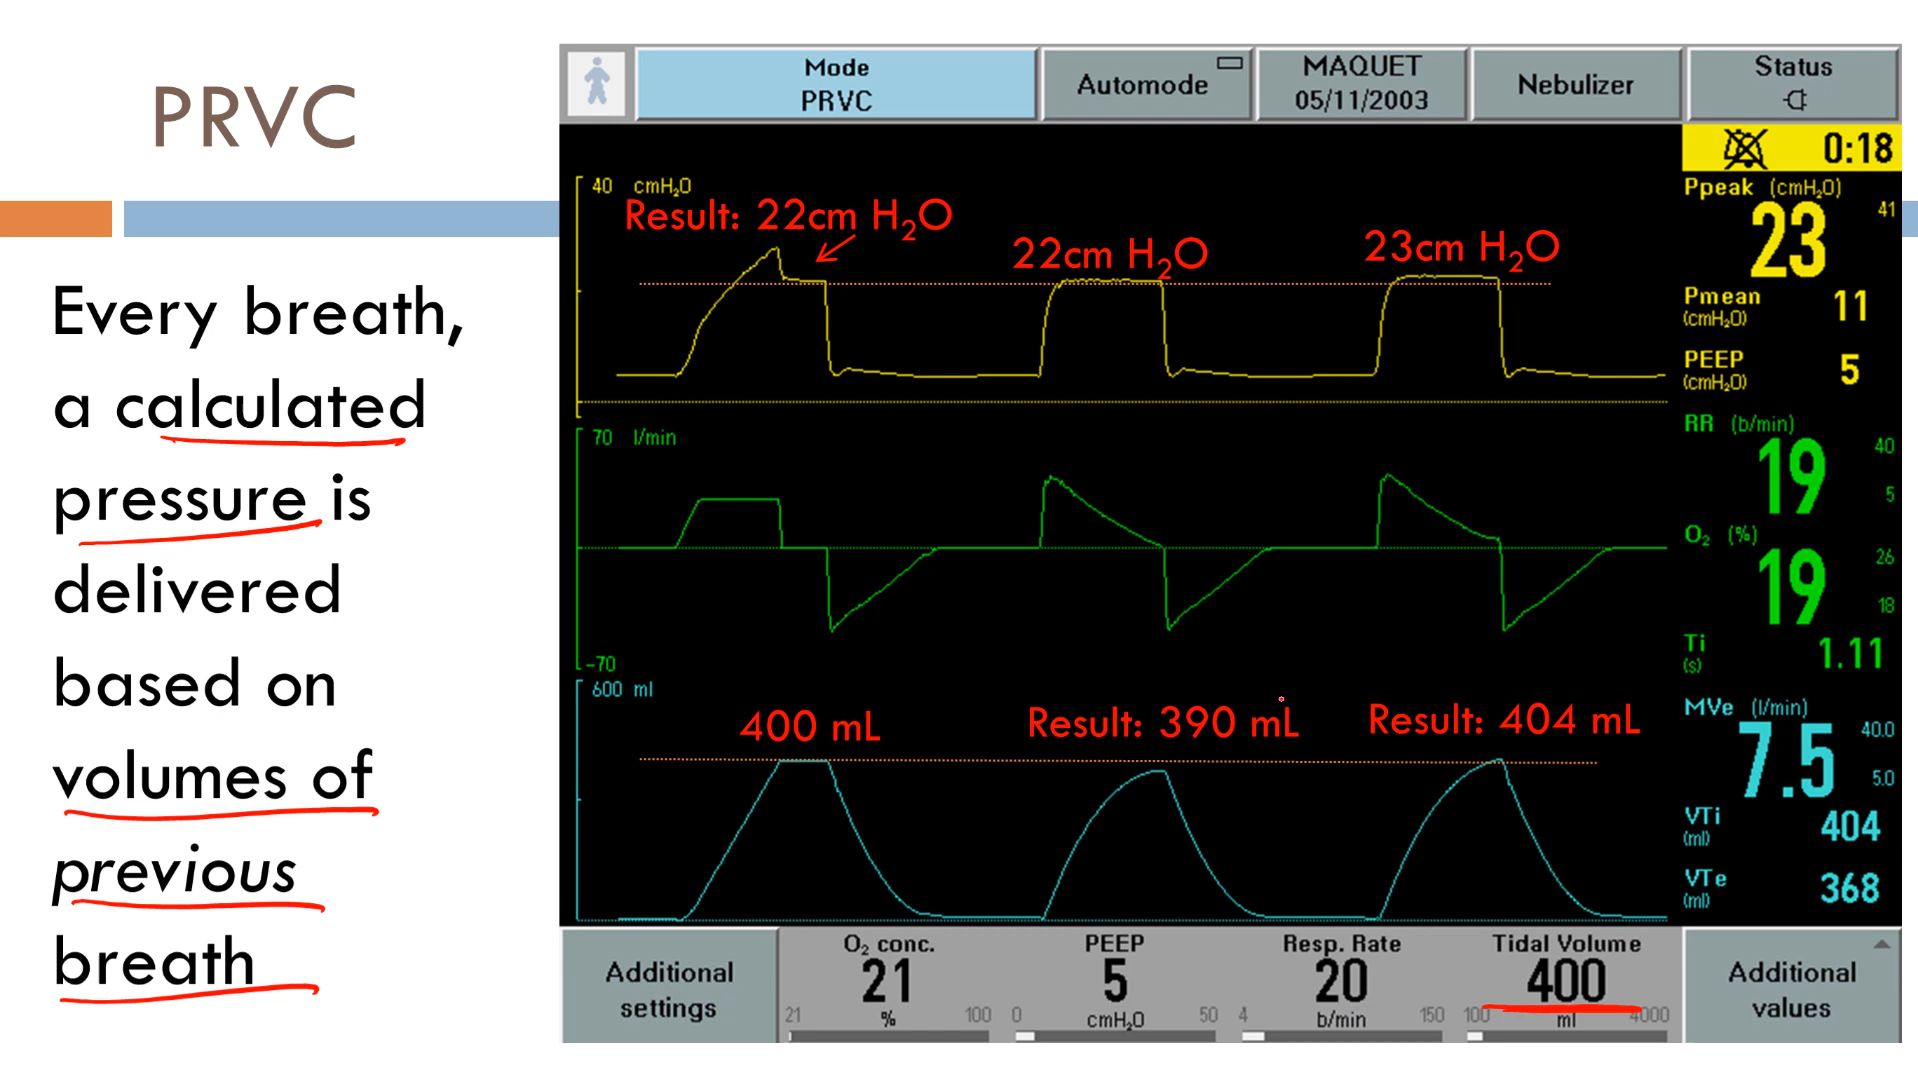 PRVC
Every breath,
a calculated
pressure is
delivered
based on
volumes of
previous
breath
Mode
PRVC
Automode
MAQUET
05/11/2003
Nebulizer
Status
0:18
40 cmH₂O
Result: 22cm H₂O
22cm H₂O
23cm H₂O
Ppeak (cmH₂O)
23 41
Pmean
(cmH₂O)
11
PEEP
(cmH₂O)
5
70 l/min
-70
RR (b/min)
19 40
5
O₂ (%)
19 26
18
Ti
(s)
1.11
600 ml
400 mL
Result: 390 mL
Result: 404 mL
MVe (l/min)
7.5 40.0
5.0
VTi
(ml)
404
VTe
(ml)
368
Additional
settings
O₂ conc.
21
21 % 100
PEEP
5
0 cmH₂O 50
Resp. Rate
20
4 b/min 150
Tidal Volume
400
100 ml 4000
Additional
values